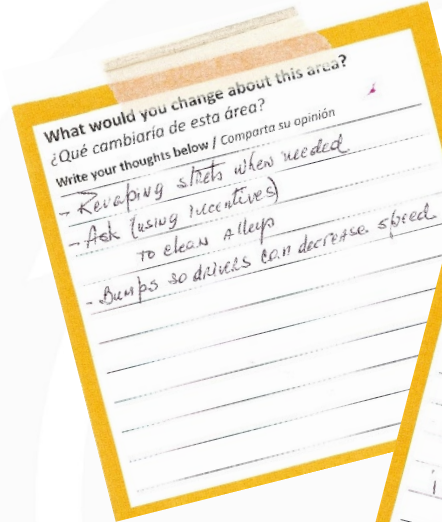 What would you change about this area?
¿Qué cambiaría de esta área?
Write your thoughts below / Comparta su opinión
- Revaping strets when needed
- Ask (using incentives)
to clean Alleys
- Bumps so drivers can decrease speed